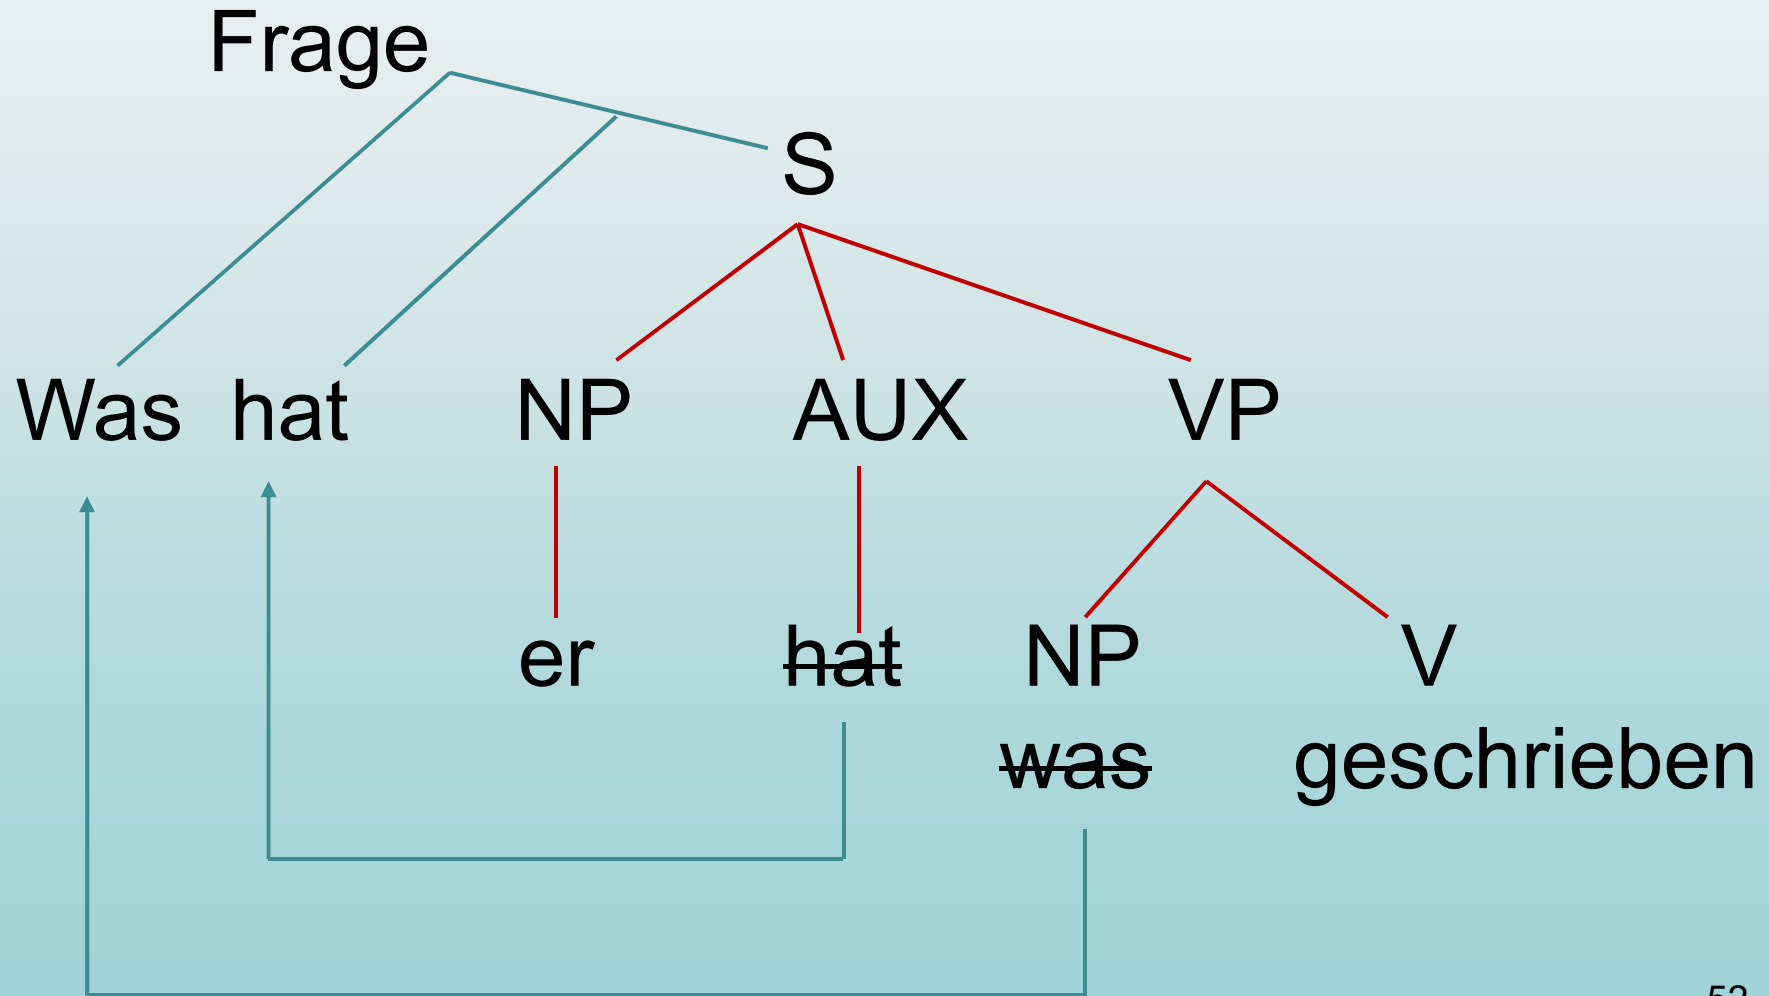 Frage
S
Was hat NP AUX VP
er hat NP V
was geschrieben